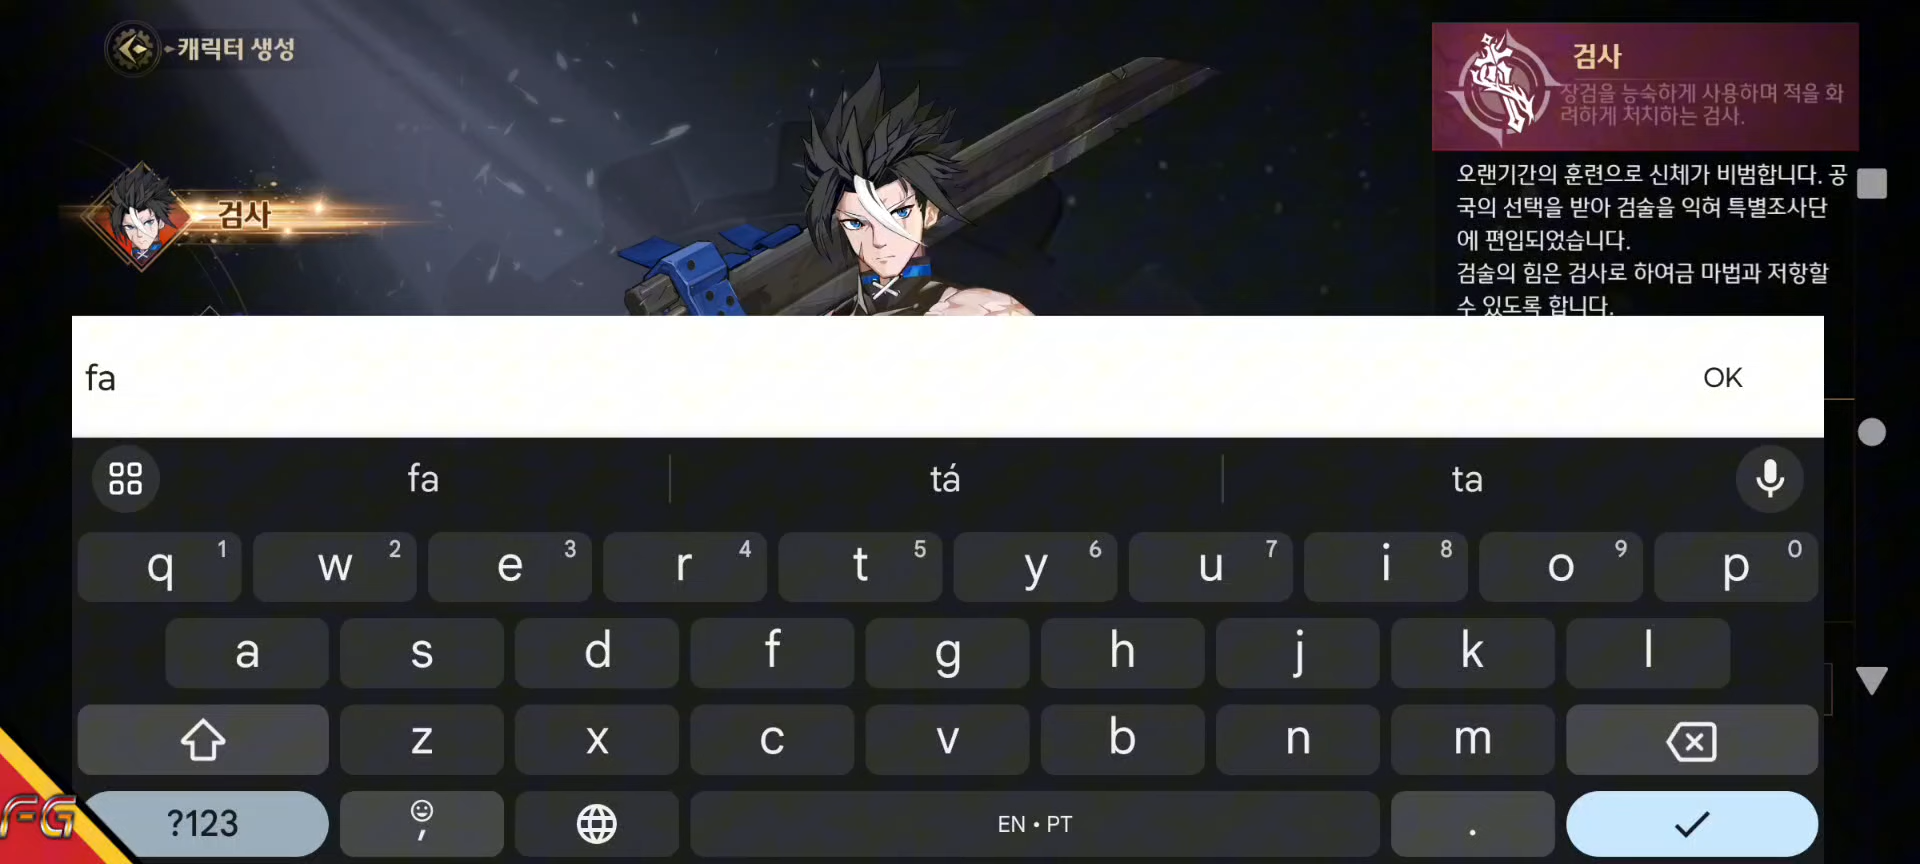 캐릭터 생성
검사
장검을 능숙하게 사용하며 적을 화
려하게 처치하는 검사.
오랜기간의 훈련으로 신체가 비범합니다. 공
국의 선택을 받아 검술을 익혀 특별조사단
에 편입되었습니다.
검술의 힘은 검사로 하여금 마법과 저항할
수 있도록 합니다.
검사
fa
OK
fa
tá
ta
q 1 w 2 e 3 r 4 t 5 y 6 u 7 i 8 o 9 p 0
a s d f g h j k l
z x c v b n m
?123 , EN • PT .
FG